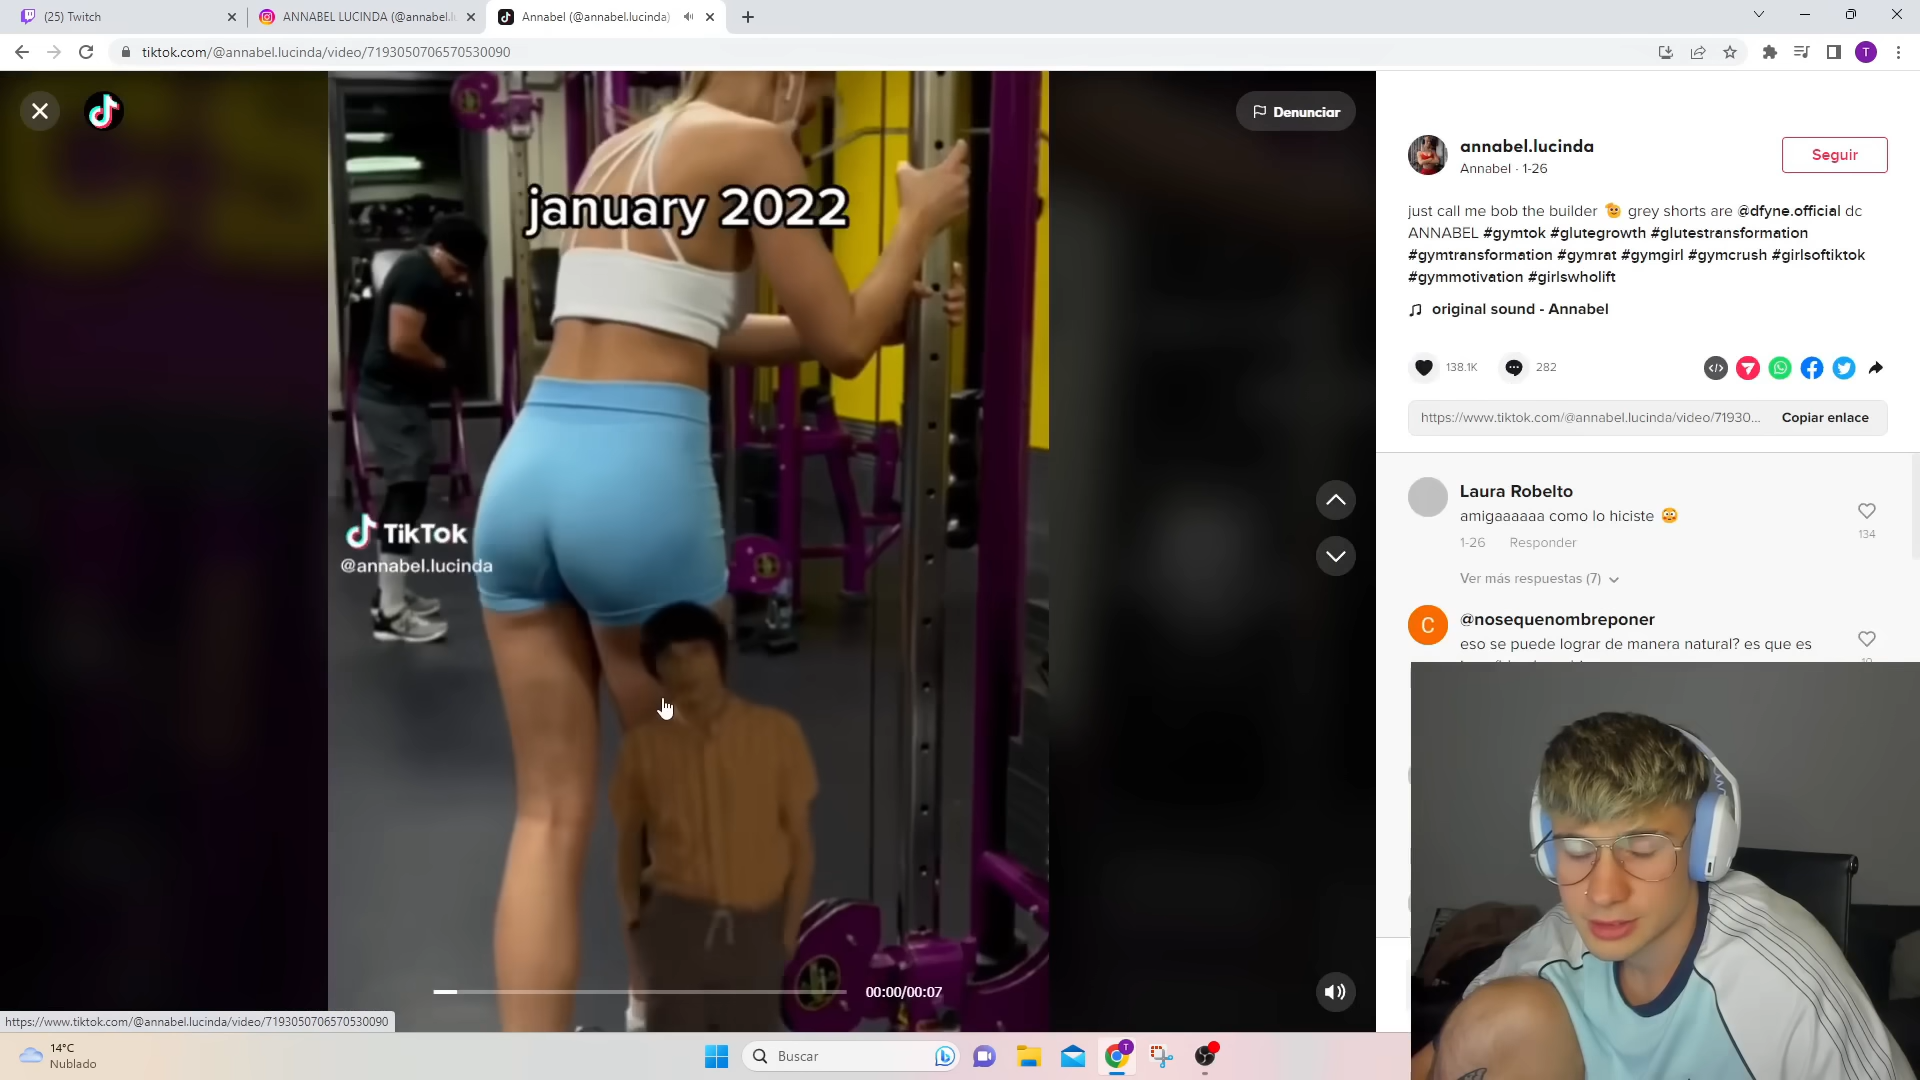 (25) Twitch
ANNABEL LUCINDA (@annabel.l
Annabel (@annabel.lucinda)
tiktok.com/@annabel.lucinda/video/7193050706570530090
T
Denunciar
january 2022
TikTok
@annabel.lucinda
00:00/00:07
annabel.lucinda
Annabel · 1-26
Seguir
just call me bob the builder 🫡 grey shorts are @dfyne.official dc
ANNABEL #gymtok #glutegrowth #glutestransformation
#gymtransformation #gymrat #gymgirl #gymcrush #girlsoftiktok
#gymmotivation #girlswholift
original sound - Annabel
138.1K
282
https://www.tiktok.com/@annabel.lucinda/video/71930...
Copiar enlace
Laura Robelto
amigaaaaaa como lo hiciste 😳
134
1-26 Responder
Ver más respuestas (7)
C
@nosequenombreponer
eso se puede lograr de manera natural? es que es
https://www.tiktok.com/@annabel.lucinda/video/7193050706570530090
14°C
Nublado
Buscar
T